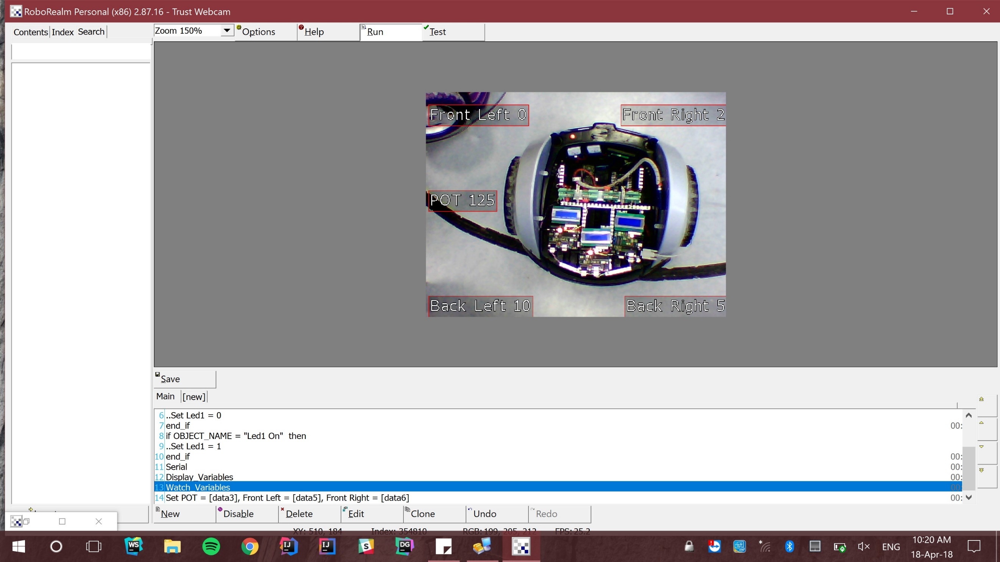 RoboRealm Personal (x86) 2.87.16 - Trust Webcam
Contents Index Search
Zoom 150% Options Help Run Test
Front Left 0 Front Right 2
POT 125
Back Left 10 Back Right 5
Save
Main [new]
6 ..Set Led1 = 0
7 end_if 00:
8 if OBJECT_NAME = "Led1 On" then
9 ..Set Led1 = 1
10 end_if 00:
11 Serial 00:
12 Display_Variables 00:
13 Watch_Variables 00:
14 Set POT = [data3], Front Left = [data5], Front Right = [data6] 00:
New Disable Delete Edit Clone Undo Redo
XY: 510, 184 Index: 354810 RGB: 199, 205, 212 FPS: 25.2
WS IJ IJ S DG ENG 10:20 AM
18-Apr-18